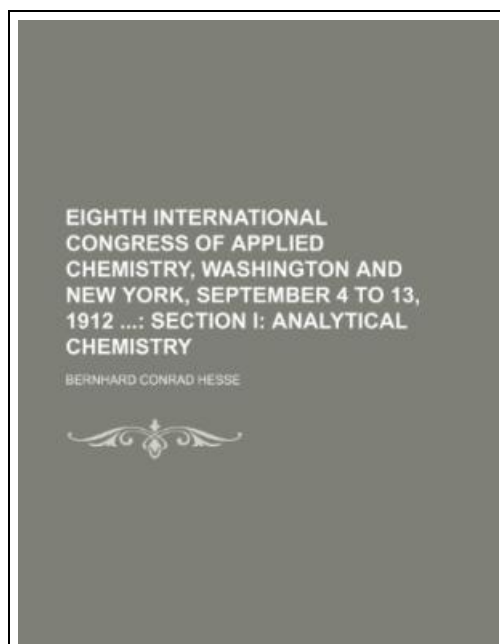 EIGHTH INTERNATIONAL
CONGRESS OF APPLIED
CHEMISTRY, WASHINGTON AND
NEW YORK, SEPTEMBER 4 TO 13,
1912 ...: SECTION I: ANALYTICAL
CHEMISTRY
BERNHARD CONRAD HESSE